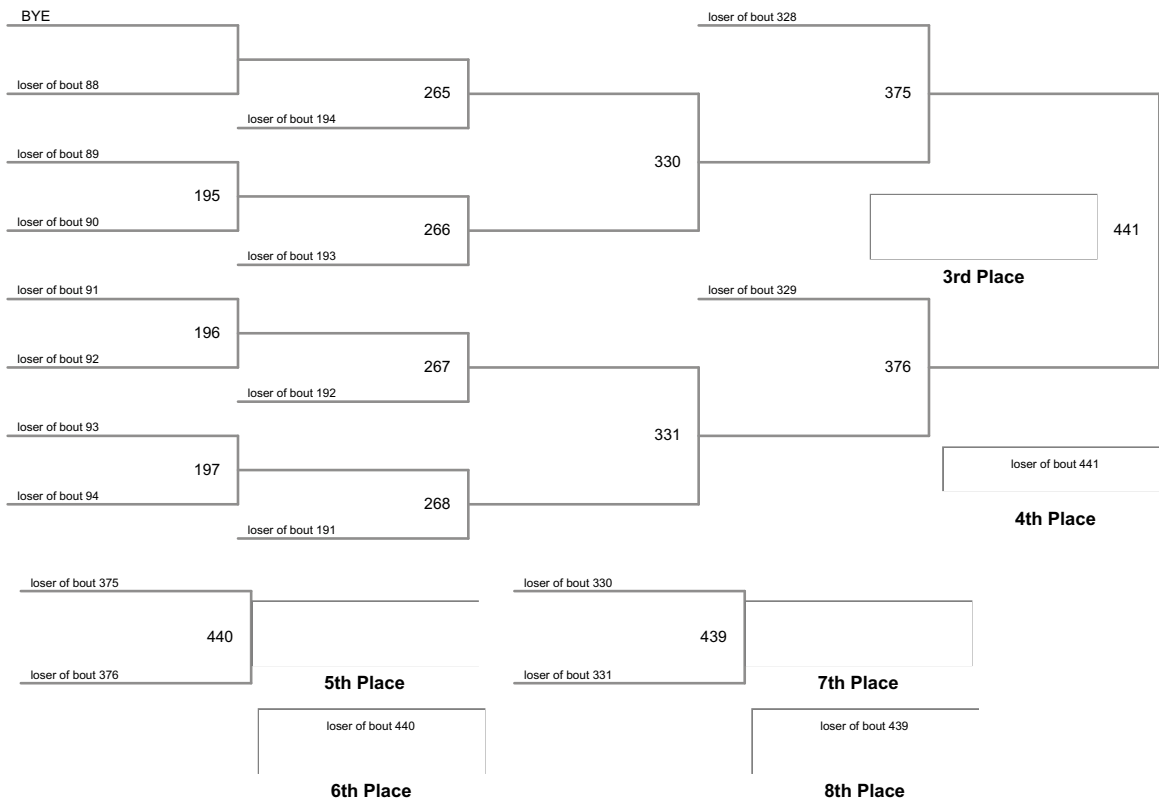 BYE
loser of bout 328
loser of bout 88
265
375
loser of bout 194
loser of bout 89
330
195
loser of bout 90
266
441
loser of bout 193
3rd Place
loser of bout 91
loser of bout 329
196
loser of bout 92
267
376
loser of bout 192
loser of bout 93
331
197
loser of bout 441
loser of bout 94
268
4th Place
loser of bout 191
loser of bout 375
loser of bout 330
440
439
loser of bout 376
loser of bout 331
5th Place
7th Place
loser of bout 440
loser of bout 439
6th Place
8th Place